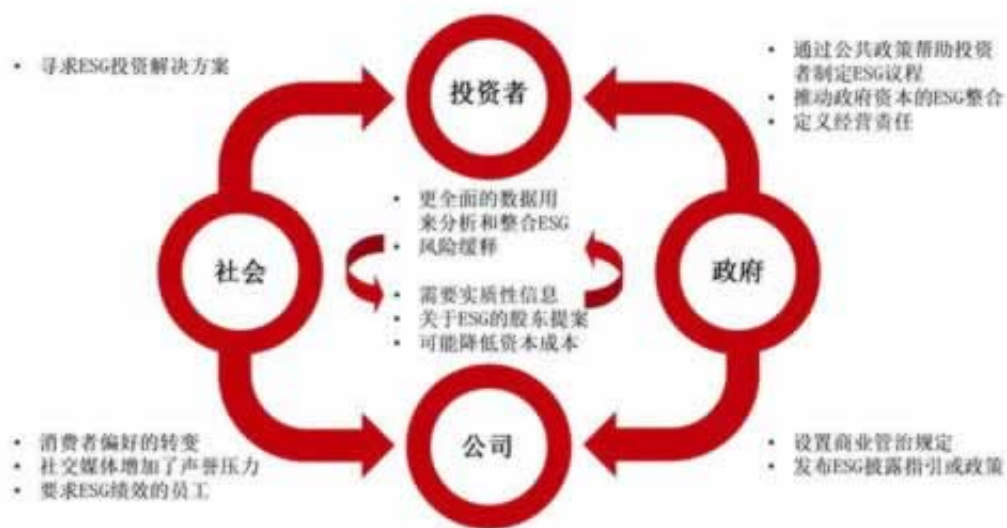 • 寻求ESG投资解决方案
投资者
• 通过公共政策帮助投资
者制定ESG议程
• 推动政府资本的ESG整合
• 定义经营责任
社会
• 更全面的数据用
来分析和整合ESG
• 风险缓释
• 需要实质性信息
• 关于ESG的股东提案
• 可能降低资本成本
政府
• 消费者偏好的转变
• 社交媒体增加了声誉压力
• 要求ESG绩效的员工
公司
• 设置商业管治规定
• 发布ESG披露指引或政策